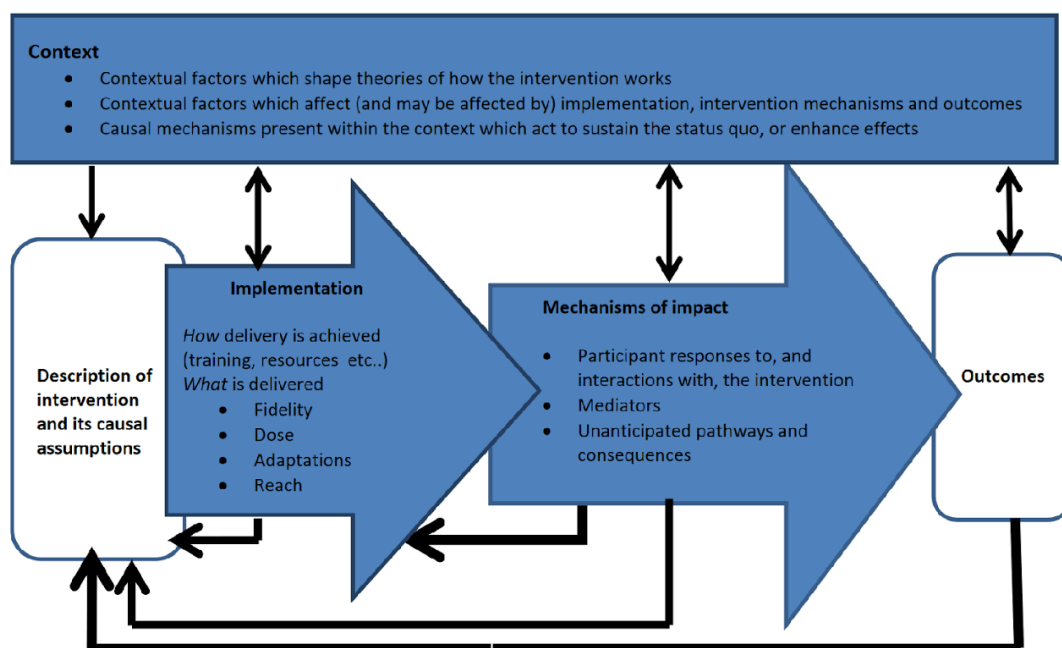 Context
• Contextual factors which shape theories of how the intervention works
• Contextual factors which affect (and may be affected by) implementation, intervention mechanisms and outcomes
• Causal mechanisms present within the context which act to sustain the status quo, or enhance effects
Description of
intervention
and its causal
assumptions
Implementation
How delivery is achieved
(training, resources etc..)
What is delivered
• Fidelity
• Dose
• Adaptations
• Reach
Mechanisms of impact
• Participant responses to, and
interactions with, the intervention
• Mediators
• Unanticipated pathways and
consequences
Outcomes